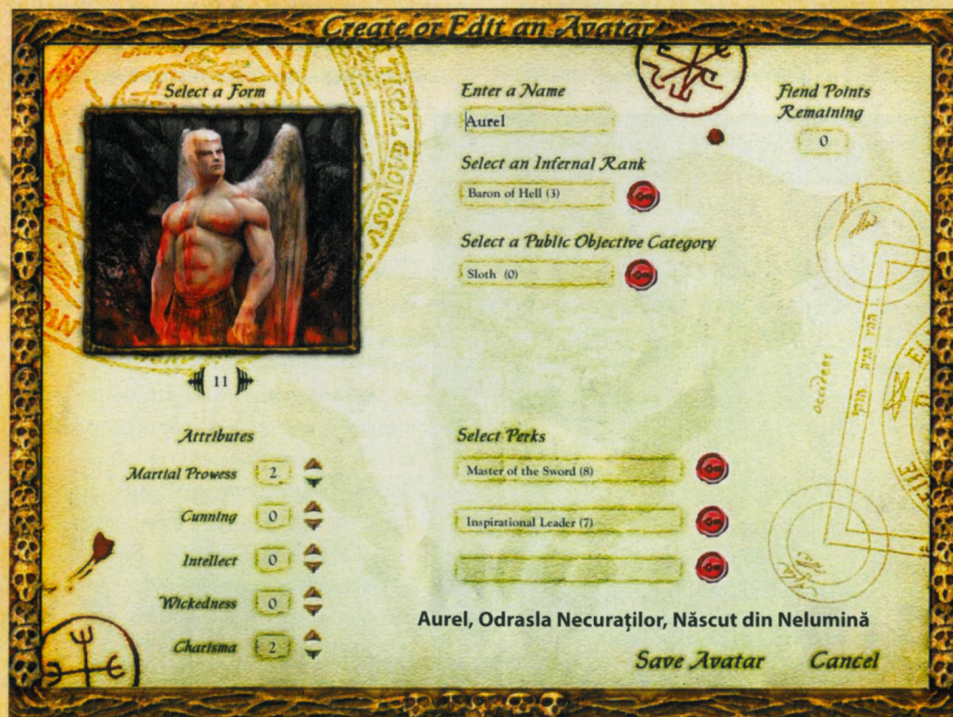 Create or Edit an Avatar
Select a Form
11
Enter a Name
Aurel
Fiend Points
Remaining
0
Select an Infernal Rank
Baron of Hell (3)
Select a Public Objective Category
Sloth (0)
Attributes
Martial Prowess 2
Cunning 0
Intellect 0
Wickedness 0
Charisma 2
Select Perks
Master of the Sword (8)
Inspirational Leader (7)
Aurel, Odrasla Necuraților, Născut din Nelumină
Save Avatar
Cancel
occident